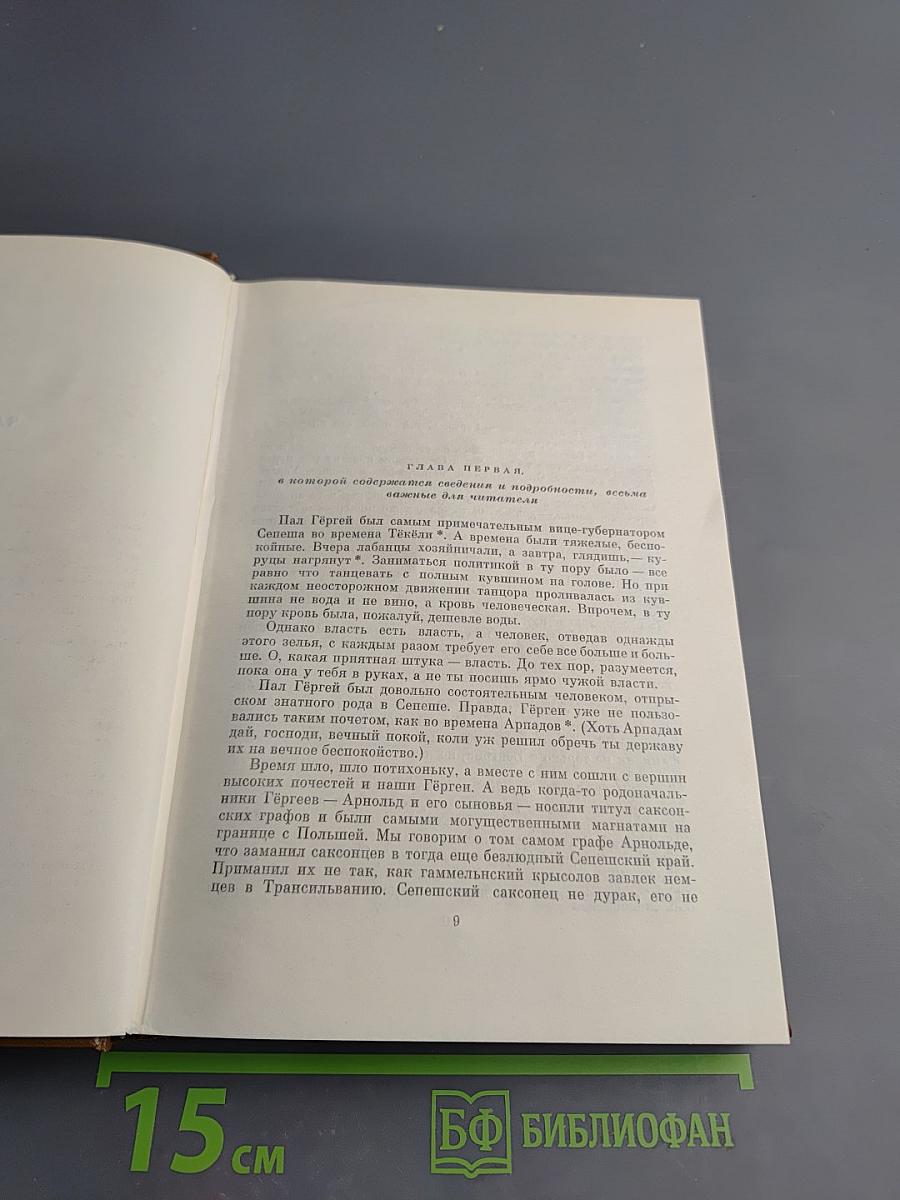 ГЛАВА ПЕРВАЯ,
в которой содержатся сведения и подробности, весьма
важные для читателя
Пал Гёргей был самым примечательным вице-губернатором
Сепеша во времена Тёкёли *. А времена были тяжелые, беспо-
койные. Вчера лабанцы хозяйничали, а завтра, глядишь,— ку-
руцы нагрянут *. Заниматься политикой в ту пору было — все
равно что танцевать с полным кувшином на голове. Но при
каждом неосторожном движении танцора проливалась из кув-
шина не вода и не вино, а кровь человеческая. Впрочем, в ту
пору кровь была, пожалуй, дешевле воды.
Однако власть есть власть, а человек, отведав однажды
этого зелья, с каждым разом требует его себе все больше и боль-
ше. О, какая приятная штука — власть. До тех пор, разумеется,
пока она у тебя в руках, а не ты носишь ярмо чужой власти.
Пал Гёргей был довольно состоятельным человеком, отпры-
ском знатного рода в Сепеше. Правда, Гёргеи уже не пользо-
вались таким почетом, как во времена Арпадов *. (Хоть Арпадам
дай, господи, вечный покой, коли уж решил обречь ты державу
их на вечное беспокойство.)
Время шло, шло потихоньку, а вместе с ним сошли с вершин
высоких почестей и наши Гёргеи. А ведь когда-то родоначаль-
ники Гёргеев — Арнольд и его сыновья — носили титул саксон-
ских графов и были самыми могущественными магнатами на
границе с Польшей. Мы говорим о том самом графе Арнольде,
что заманил саксонцев в тогда еще безлюдный Сепешский край.
Приманил их не так, как гаммельнский крысолов завлек нем-
цев в Трансильванию. Сепешский саксонец не дурак, его не
9
15 см
БФ БИБЛИОФАН